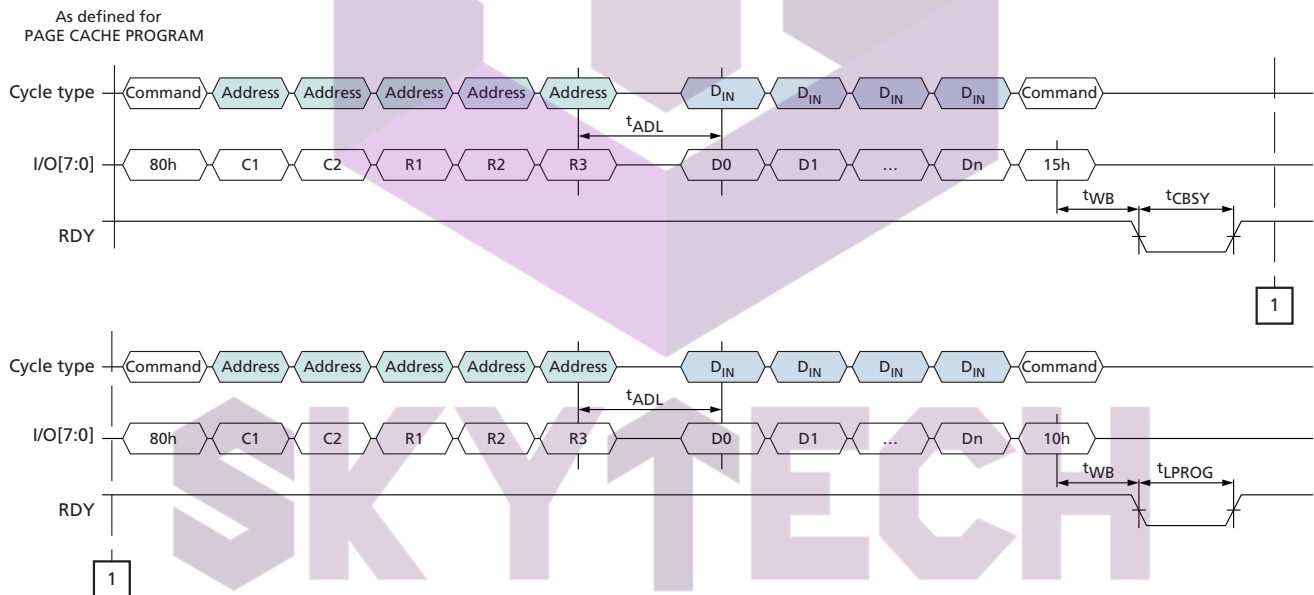 As defined for
PAGE CACHE PROGRAM
Cycle type Command Address Address Address Address Address DIN DIN DIN DIN Command
tADL
I/O[7:0] 80h C1 C2 R1 R2 R3 D0 D1 … Dn 15h
tWB tCBSY
RDY
1
Cycle type Command Address Address Address Address Address DIN DIN DIN DIN Command
tADL
I/O[7:0] 80h C1 C2 R1 R2 R3 D0 D1 … Dn 10h
tWB tLPROG
RDY
1
SKYTECH